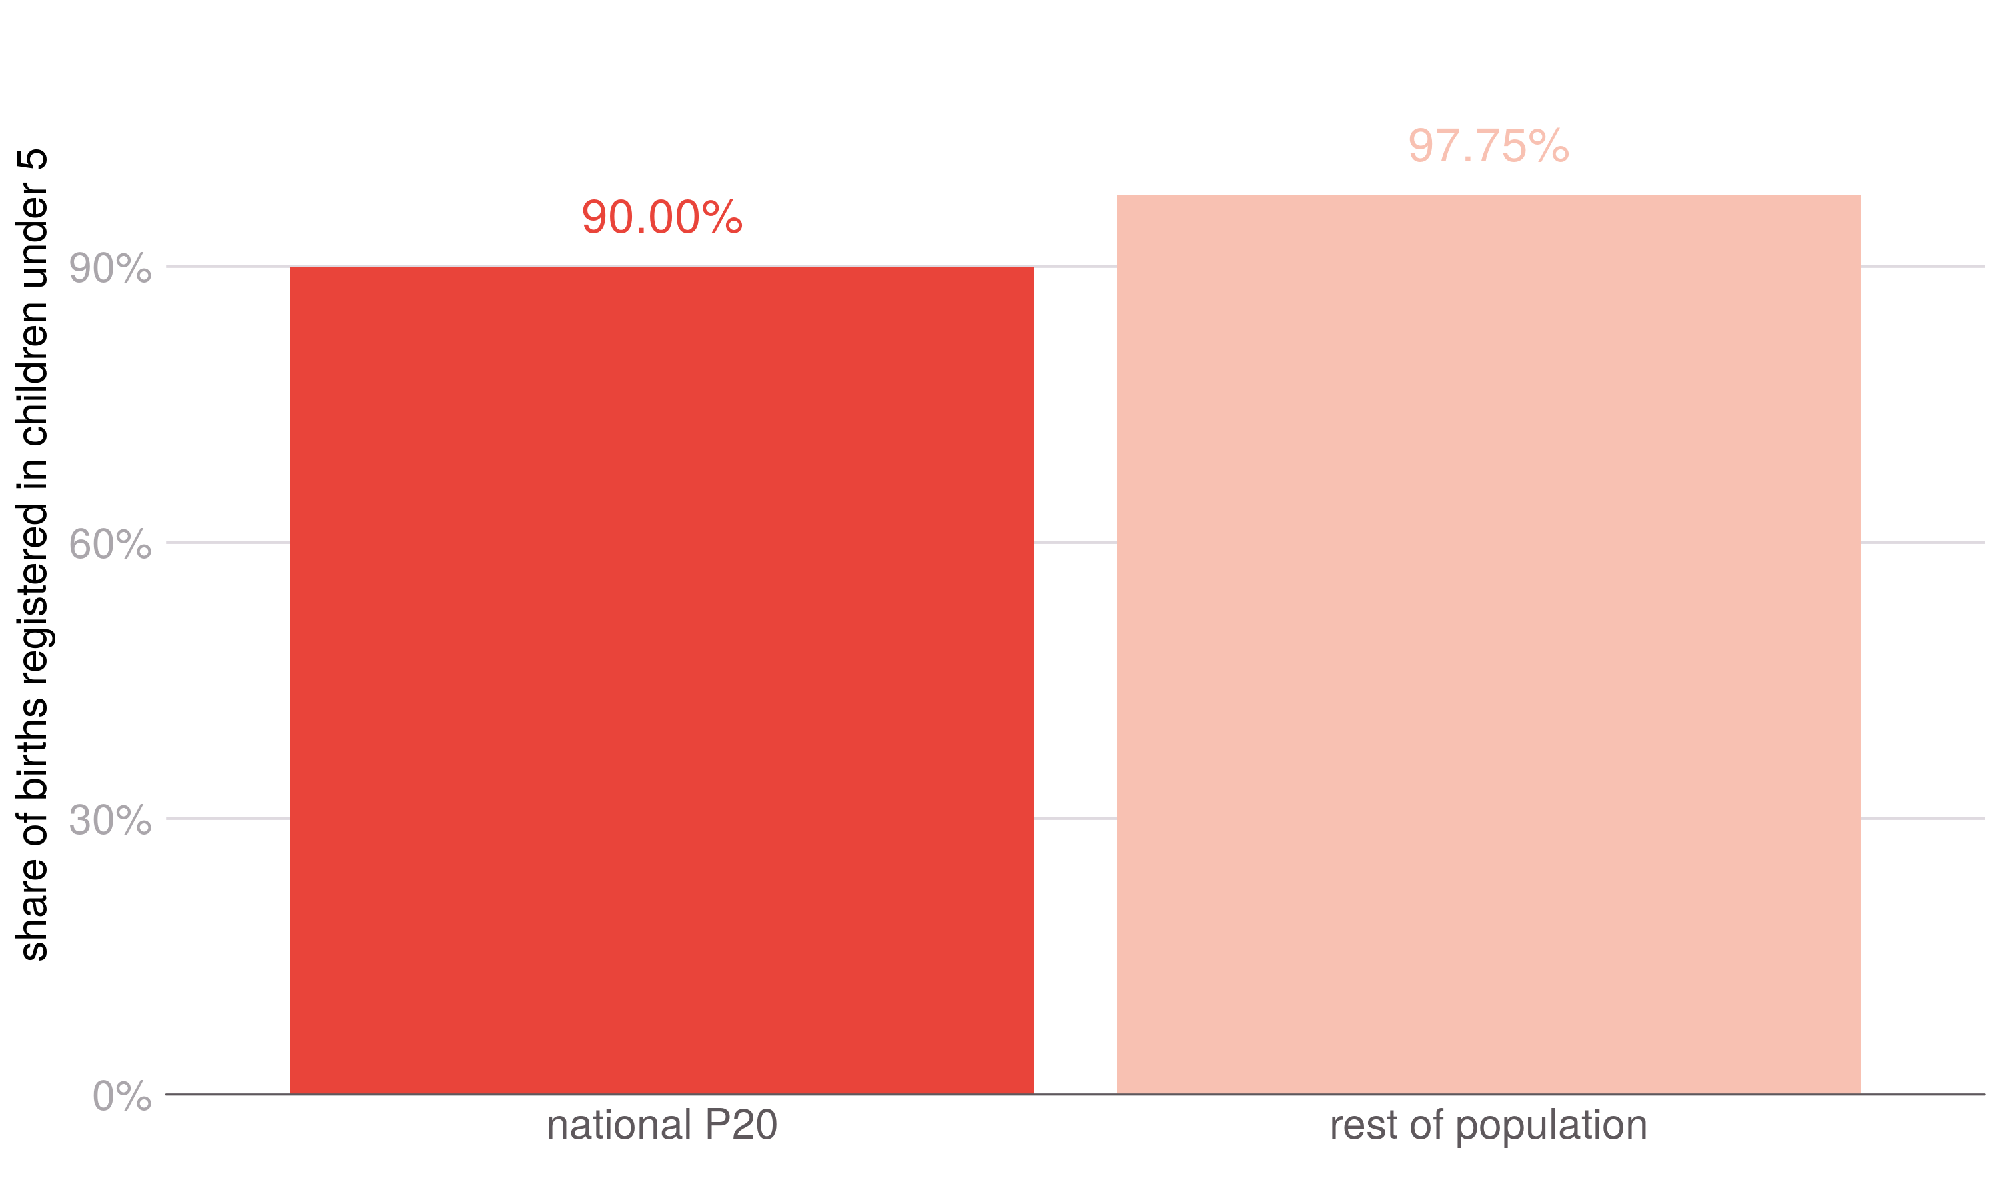 share of births registered in children under 5
97.75%
90.00%
90%
60%
30%
0%
national P20
rest of population